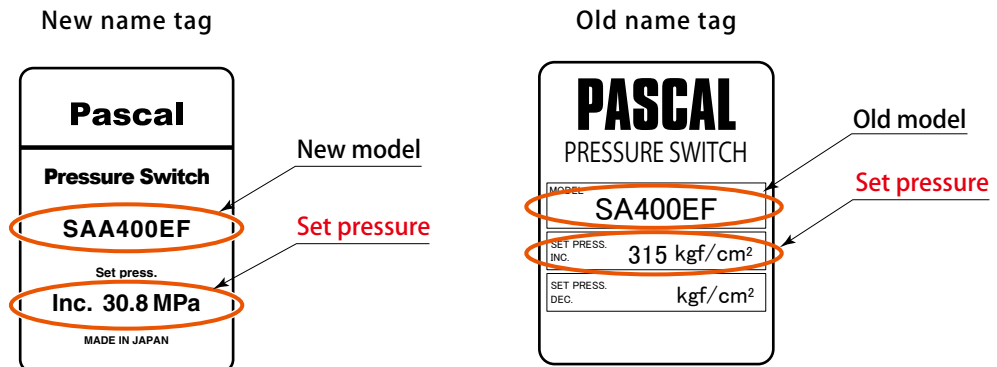 New name tag
Pascal
Pressure Switch
SAA400EF
Set press.
Inc. 30.8 MPa
MADE IN JAPAN
New model
Set pressure
Old name tag
PASCAL
PRESSURE SWITCH
MODEL
SA400EF
SET PRESS.
INC.
315 kgf/cm²
SET PRESS.
DEC.
kgf/cm²
Old model
Set pressure